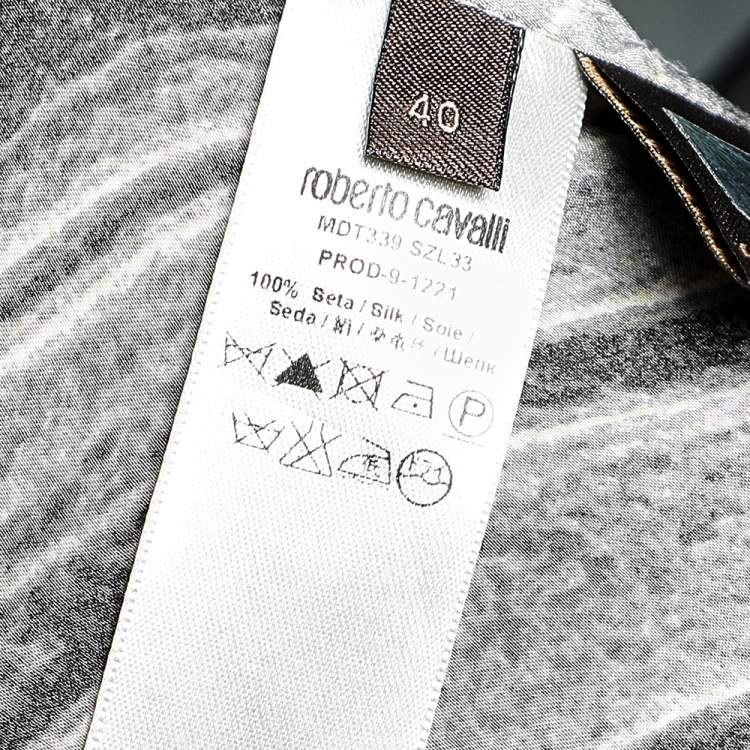 40
roberto cavalli
MDT339 SZL33
PROD-9-1221
100% Seta / Silk / Soie /
Seda / 絹 / / Шелк
P